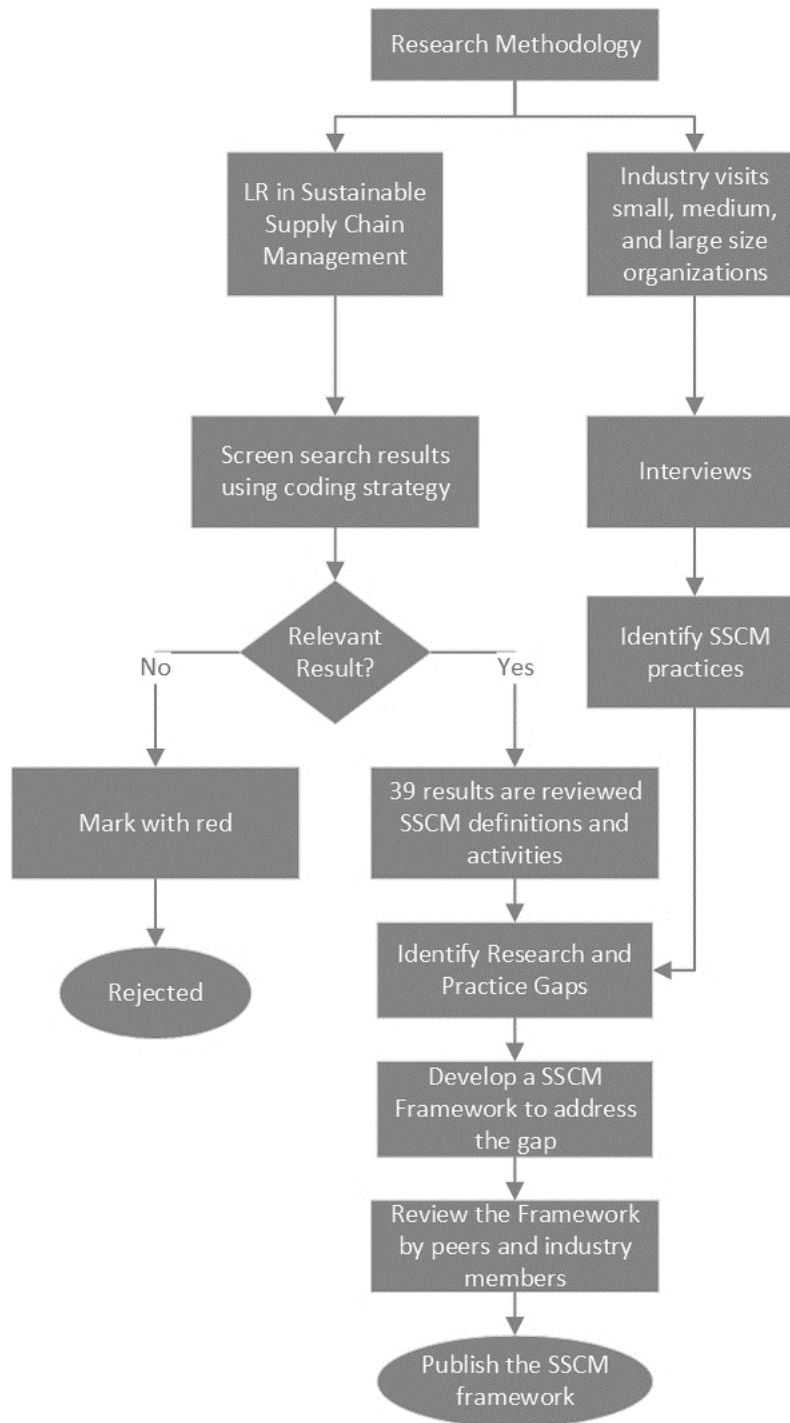 Research Methodology
LR in Sustainable
Supply Chain
Management
Industry visits
small, medium,
and large size
organizations
Screen search results
using coding strategy
Interviews
Relevant
Result?
No
Yes
Identify SSCM
practices
Mark with red
39 results are reviewed
SSCM definitions and
activities
Rejected
Identify Research and
Practice Gaps
Develop a SSCM
Framework to address
the gap
Review the Framework
by peers and industry
members
Publish the SSCM
framework